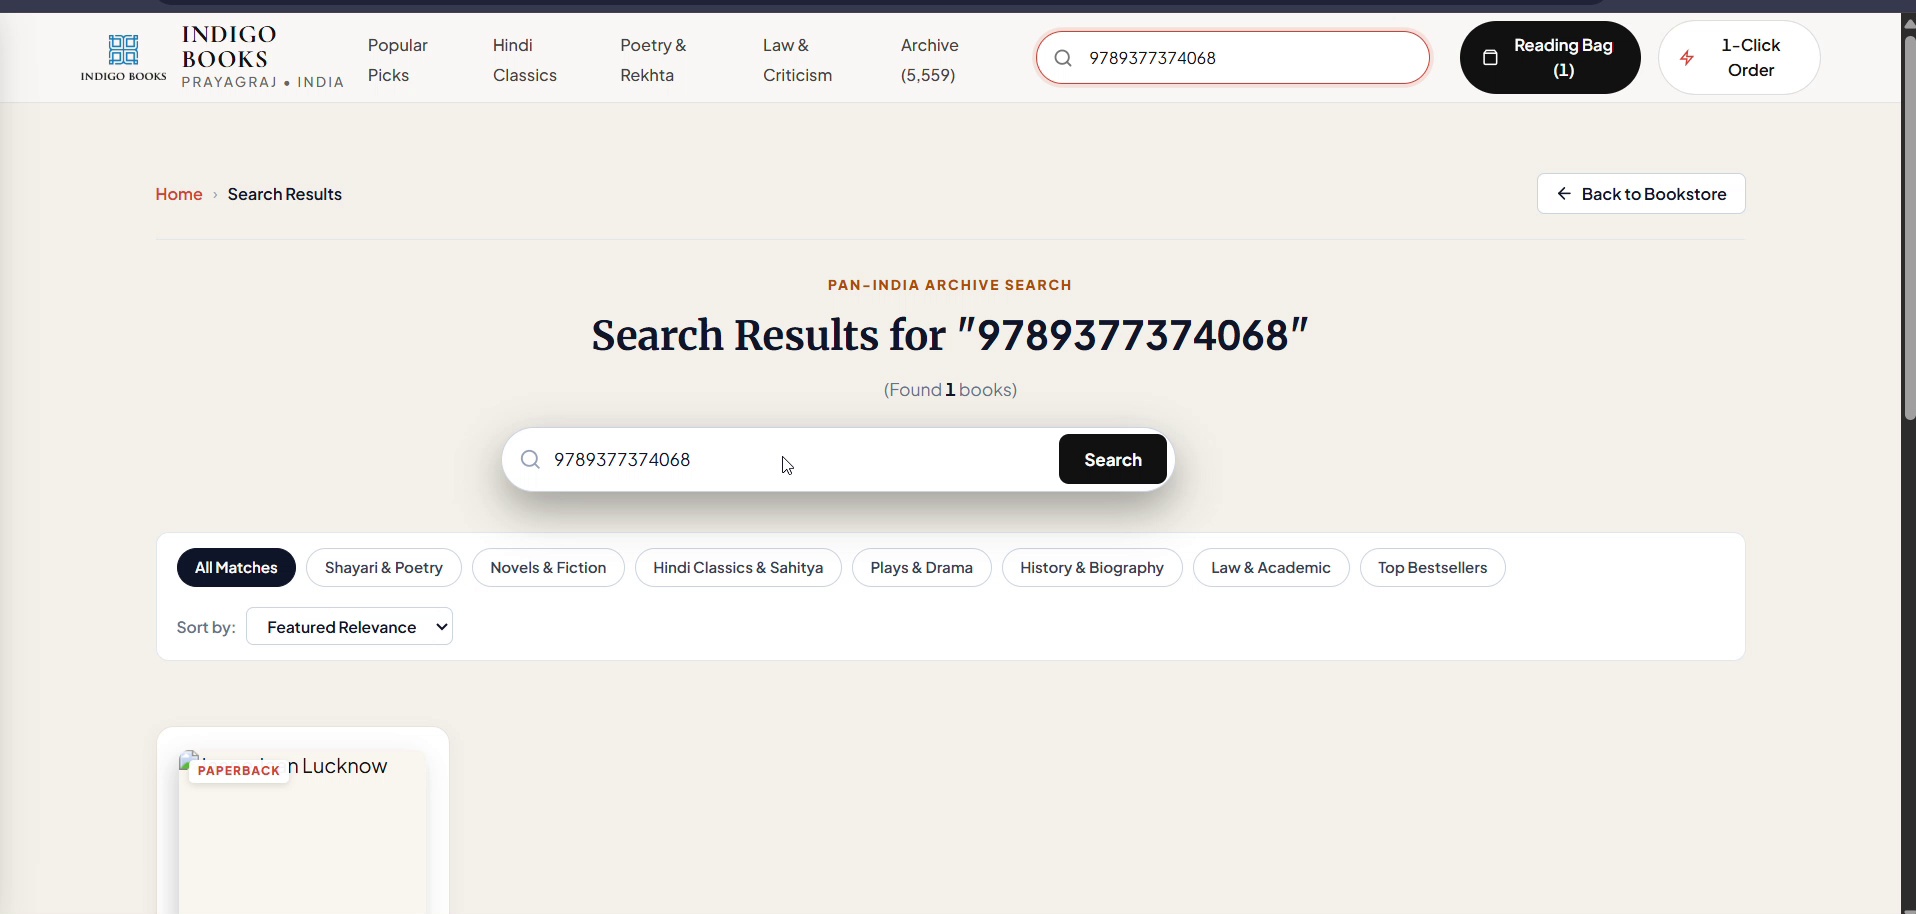 INDIGO BOOKS
INDIGO
BOOKS
PRAYAGRAJ • INDIA
Popular
Picks
Hindi
Classics
Poetry &
Rekhta
Law &
Criticism
Archive
(5,559)
9789377374068
Reading Bag
(1)
1-Click
Order
Home › Search Results
← Back to Bookstore
PAN-INDIA ARCHIVE SEARCH
Search Results for "9789377374068"
(Found 1 books)
9789377374068
Search
All Matches
Shayari & Poetry
Novels & Fiction
Hindi Classics & Sahitya
Plays & Drama
History & Biography
Law & Academic
Top Bestsellers
Sort by:
Featured Relevance
PAPERBACK
Lucknow